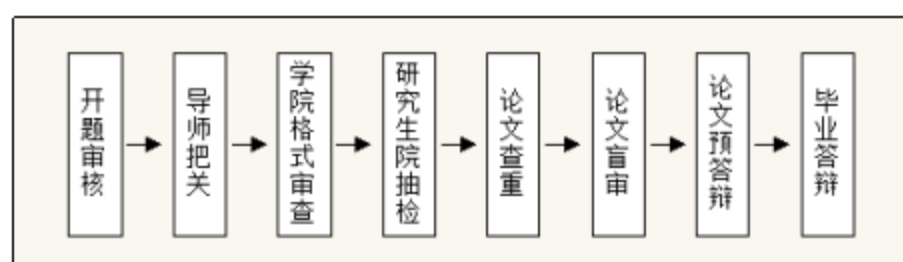 开题审核
导师把关
学院格式审查
研究生院抽检
论文查重
论文盲审
论文预答辩
毕业答辩